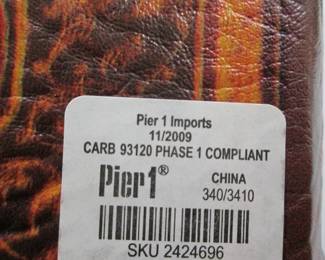 Pier 1 Imports
11/2009
CARB 93120 PHASE 1 COMPLIANT
Pier1® CHINA
340/3410
SKU 2424696